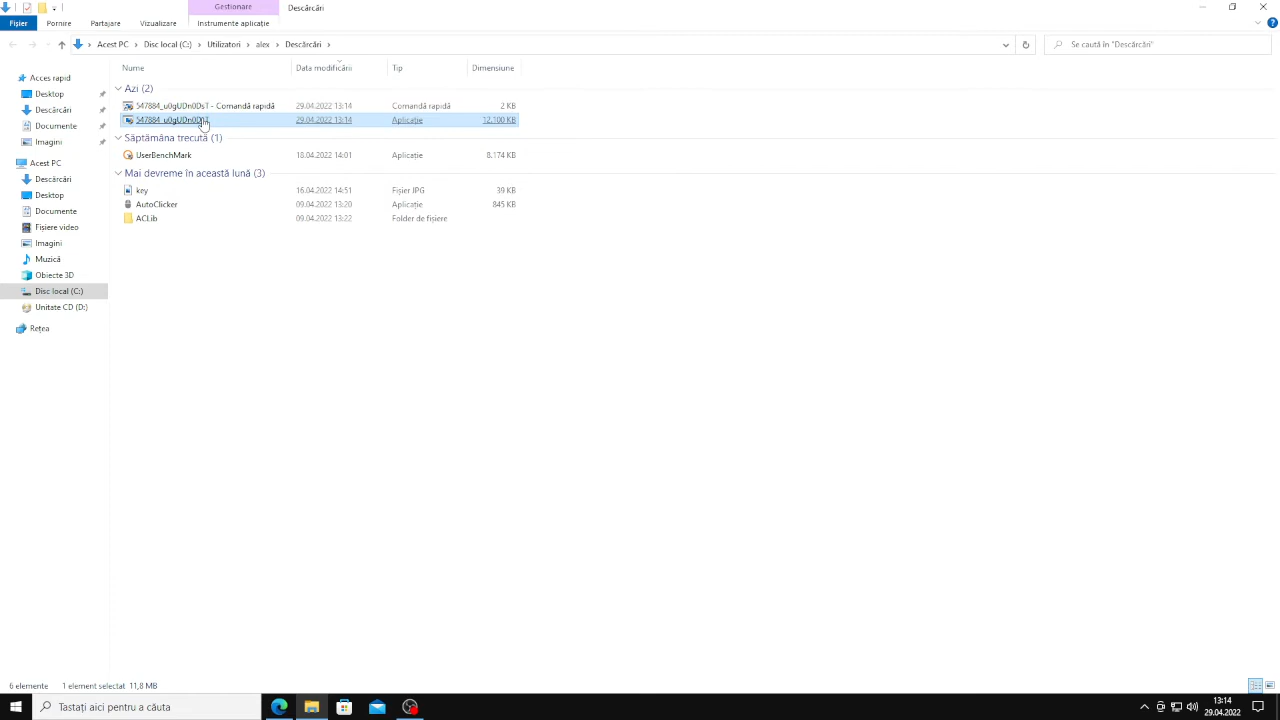 Gestionare
Descărcări
Fișier
Pornire
Partajare
Vizualizare
Instrumente aplicație
Acest PC
Disc local (C:)
Utilizatori
alex
Descărcări
Se caută în "Descărcări"
Nume
Data modificării
Tip
Dimensiune
Acces rapid
Desktop
Descărcări
Documente
Imagini
Acest PC
Descărcări
Desktop
Documente
Fișiere video
Imagini
Muzică
Obiecte 3D
Disc local (C:)
Unitate CD (D:)
Rețea
Azi (2)
547884_u0gUDn0DsT - Comandă rapidă 29.04.2022 13:14 Comandă rapidă 2 KB
547884_u0gUDn0DsT 29.04.2022 13:14 Aplicație 12.100 KB
Săptămâna trecută (1)
UserBenchMark 18.04.2022 14:01 Aplicație 8.174 KB
Mai devreme în această lună (3)
key 16.04.2022 14:51 Fișier JPG 39 KB
AutoClicker 09.04.2022 13:20 Aplicație 845 KB
ACLib 09.04.2022 13:22 Folder de fișiere
6 elemente 1 element selectat 11,8 MB
Tastați aici pentru a căuta
13:14
29.04.2022